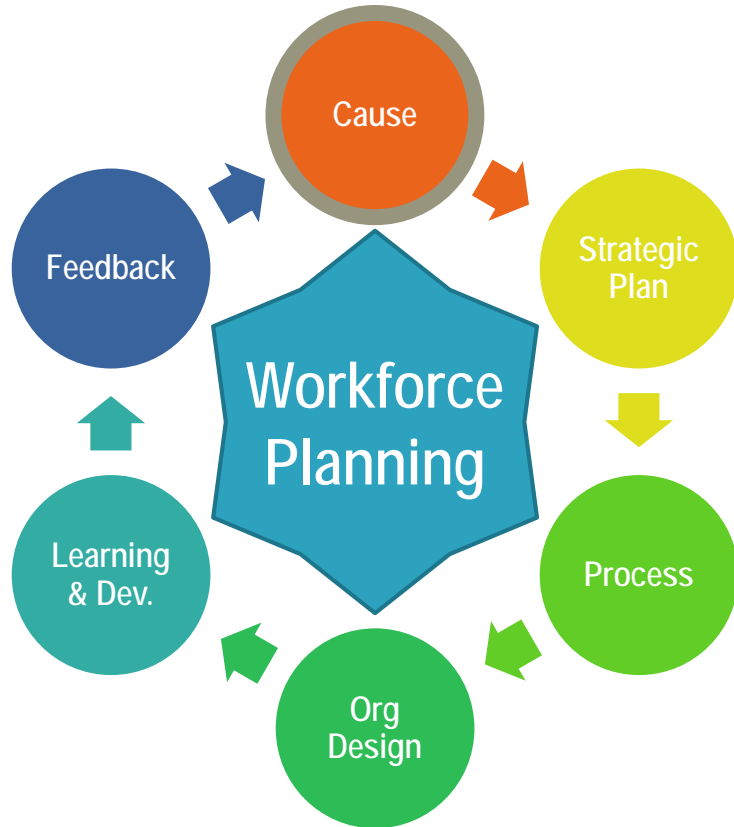 Cause
Strategic
Plan
Process
Org
Design
Learning
& Dev.
Feedback
Workforce
Planning